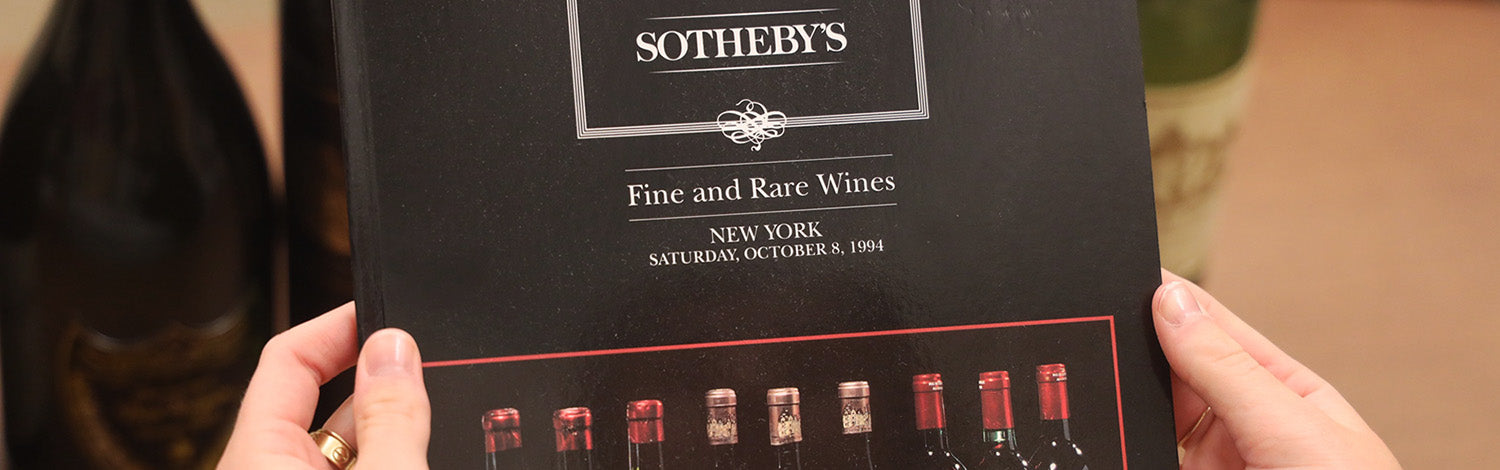 SOTHEBY'S
Fine and Rare Wines
NEW YORK
SATURDAY, OCTOBER 8, 1994